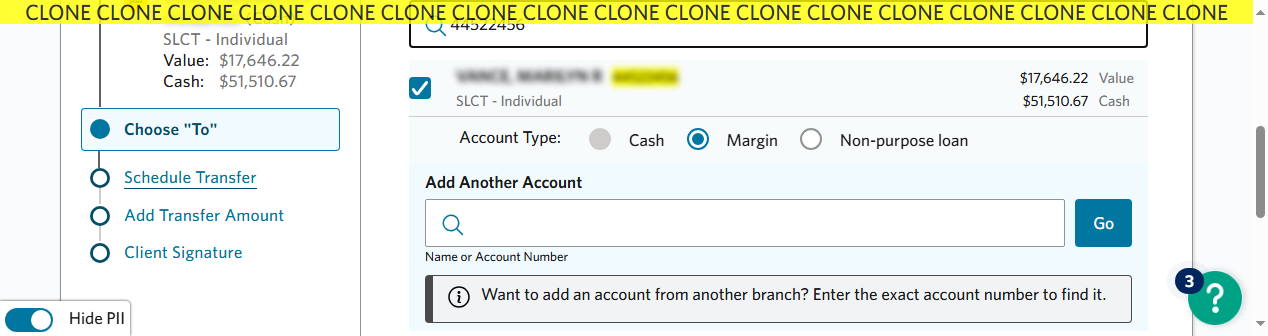 CLONE CLONE CLONE CLONE CLONE CLONE CLONE CLONE CLONE CLONE CLONE CLONE CLONE CLONE CLONE CLONE CLONE
SLCT - Individual
Value: $17,646.22
Cash: $51,510.67
Choose "To"
Schedule Transfer
Add Transfer Amount
Client Signature
Hide PII
44522456
$17,646.22 Value
SLCT - Individual
$51,510.67 Cash
Account Type: Cash Margin Non-purpose loan
Add Another Account
Go
Name or Account Number
Want to add an account from another branch? Enter the exact account number to find it.
3
?